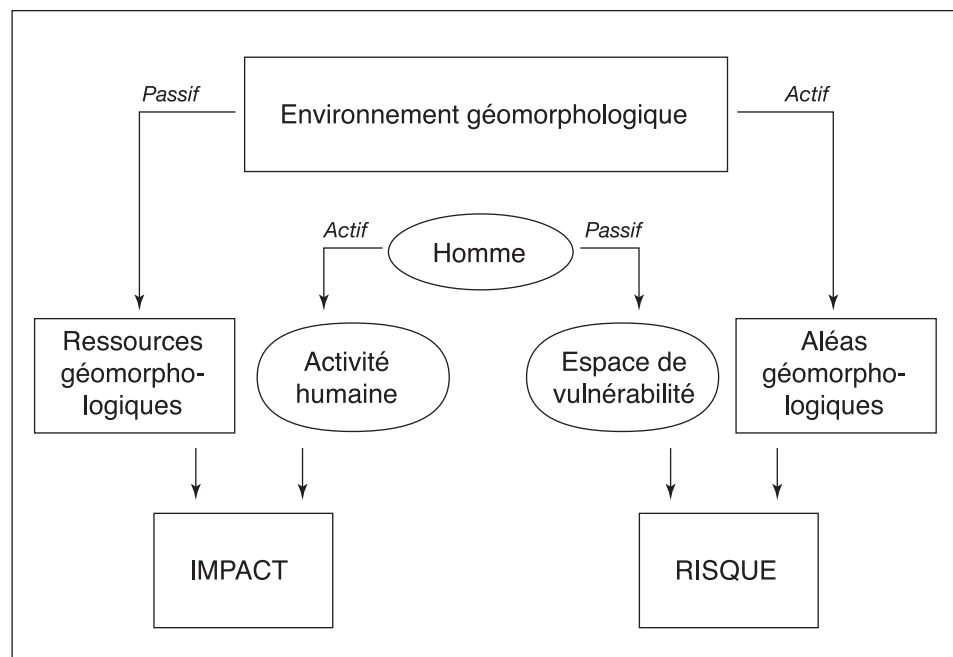 Passif
Actif
Environnement géomorphologique
Actif
Passif
Homme
Ressources
géomorpho-
logiques
Activité
humaine
Espace de
vulnérabilité
Aléas
géomorpho-
logiques
IMPACT
RISQUE